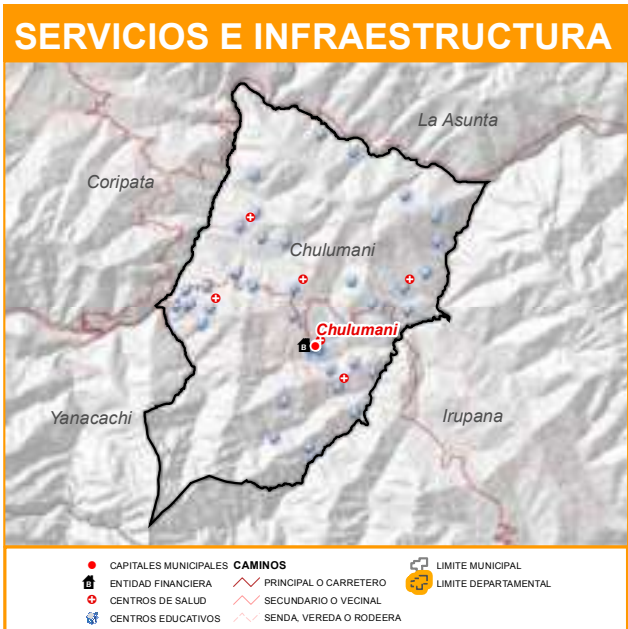 SERVICIOS E INFRAESTRUCTURA
La Asunta
Coripata
Chulumani
Chulumani
B
Yanacachi
Irupana
CAPITALES MUNICIPALES
B ENTIDAD FINANCIERA
CENTROS DE SALUD
CENTROS EDUCATIVOS
CAMINOS
PRINCIPAL O CARRETERO
SECUNDARIO O VECINAL
SENDA, VEREDA O RODEERA
LIMITE MUNICIPAL
LIMITE DEPARTAMENTAL